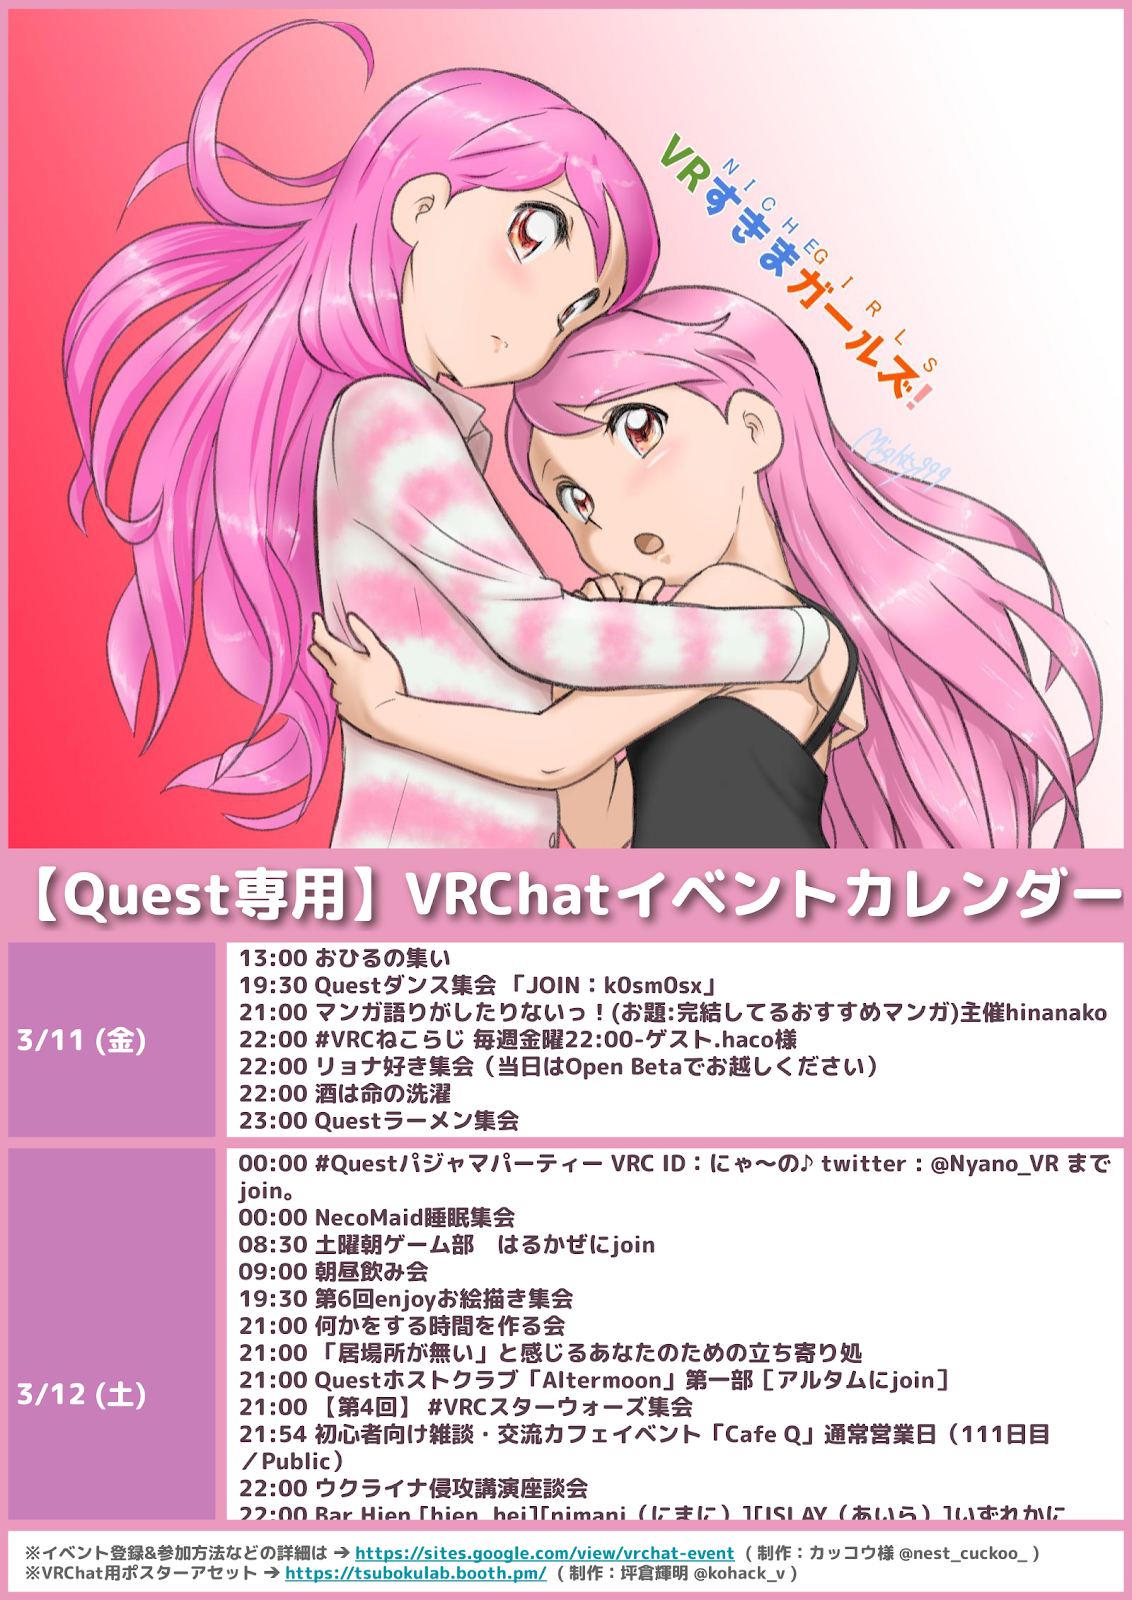 NICHE GIRLS
VRすきまガールズ!
Mighty999
【Quest専用】VRChatイベントカレンダー
3/11 (金)
13:00 おひるの集い
19:30 Questダンス集会 「JOIN：k0sm0sx」
21:00 マンガ語りがしたりないっ！(お題:完結してるおすすめマンガ)主催hinanako
22:00 #VRCねこらじ 毎週金曜22:00-ゲスト.haco様
22:00 リョナ好き集会（当日はOpen Betaでお越しください）
22:00 酒は命の洗濯
23:00 Questラーメン集会
3/12 (土)
00:00 #Questパジャマパーティー VRC ID：にゃ～の♪ twitter : @Nyano_VR まで
join。
00:00 NecoMaid睡眠集会
08:30 土曜朝ゲーム部　はるかぜにjoin
09:00 朝昼飲み会
19:30 第6回enjoyお絵描き集会
21:00 何かをする時間を作る会
21:00 「居場所が無い」と感じるあなたのための立ち寄り処
21:00 Questホストクラブ「Altermoon」第一部［アルタムにjoin］
21:00 【第4回】 #VRCスターウォーズ集会
21:54 初心者向け雑談・交流カフェイベント「Cafe Q」通常営業日（111日目
／Public）
22:00 ウクライナ侵攻講演座談会
22:00 Bar Hien [hien_hei][nimani（にまに）][ISLAY（あいら）]いずれかに
※イベント登録&参加方法などの詳細は → https://sites.google.com/view/vrchat-event ( 制作：カッコウ様 @nest_cuckoo_ )
※VRChat用ポスターアセット → https://tsubokulab.booth.pm/ ( 制作：坪倉輝明 @kohack_v )